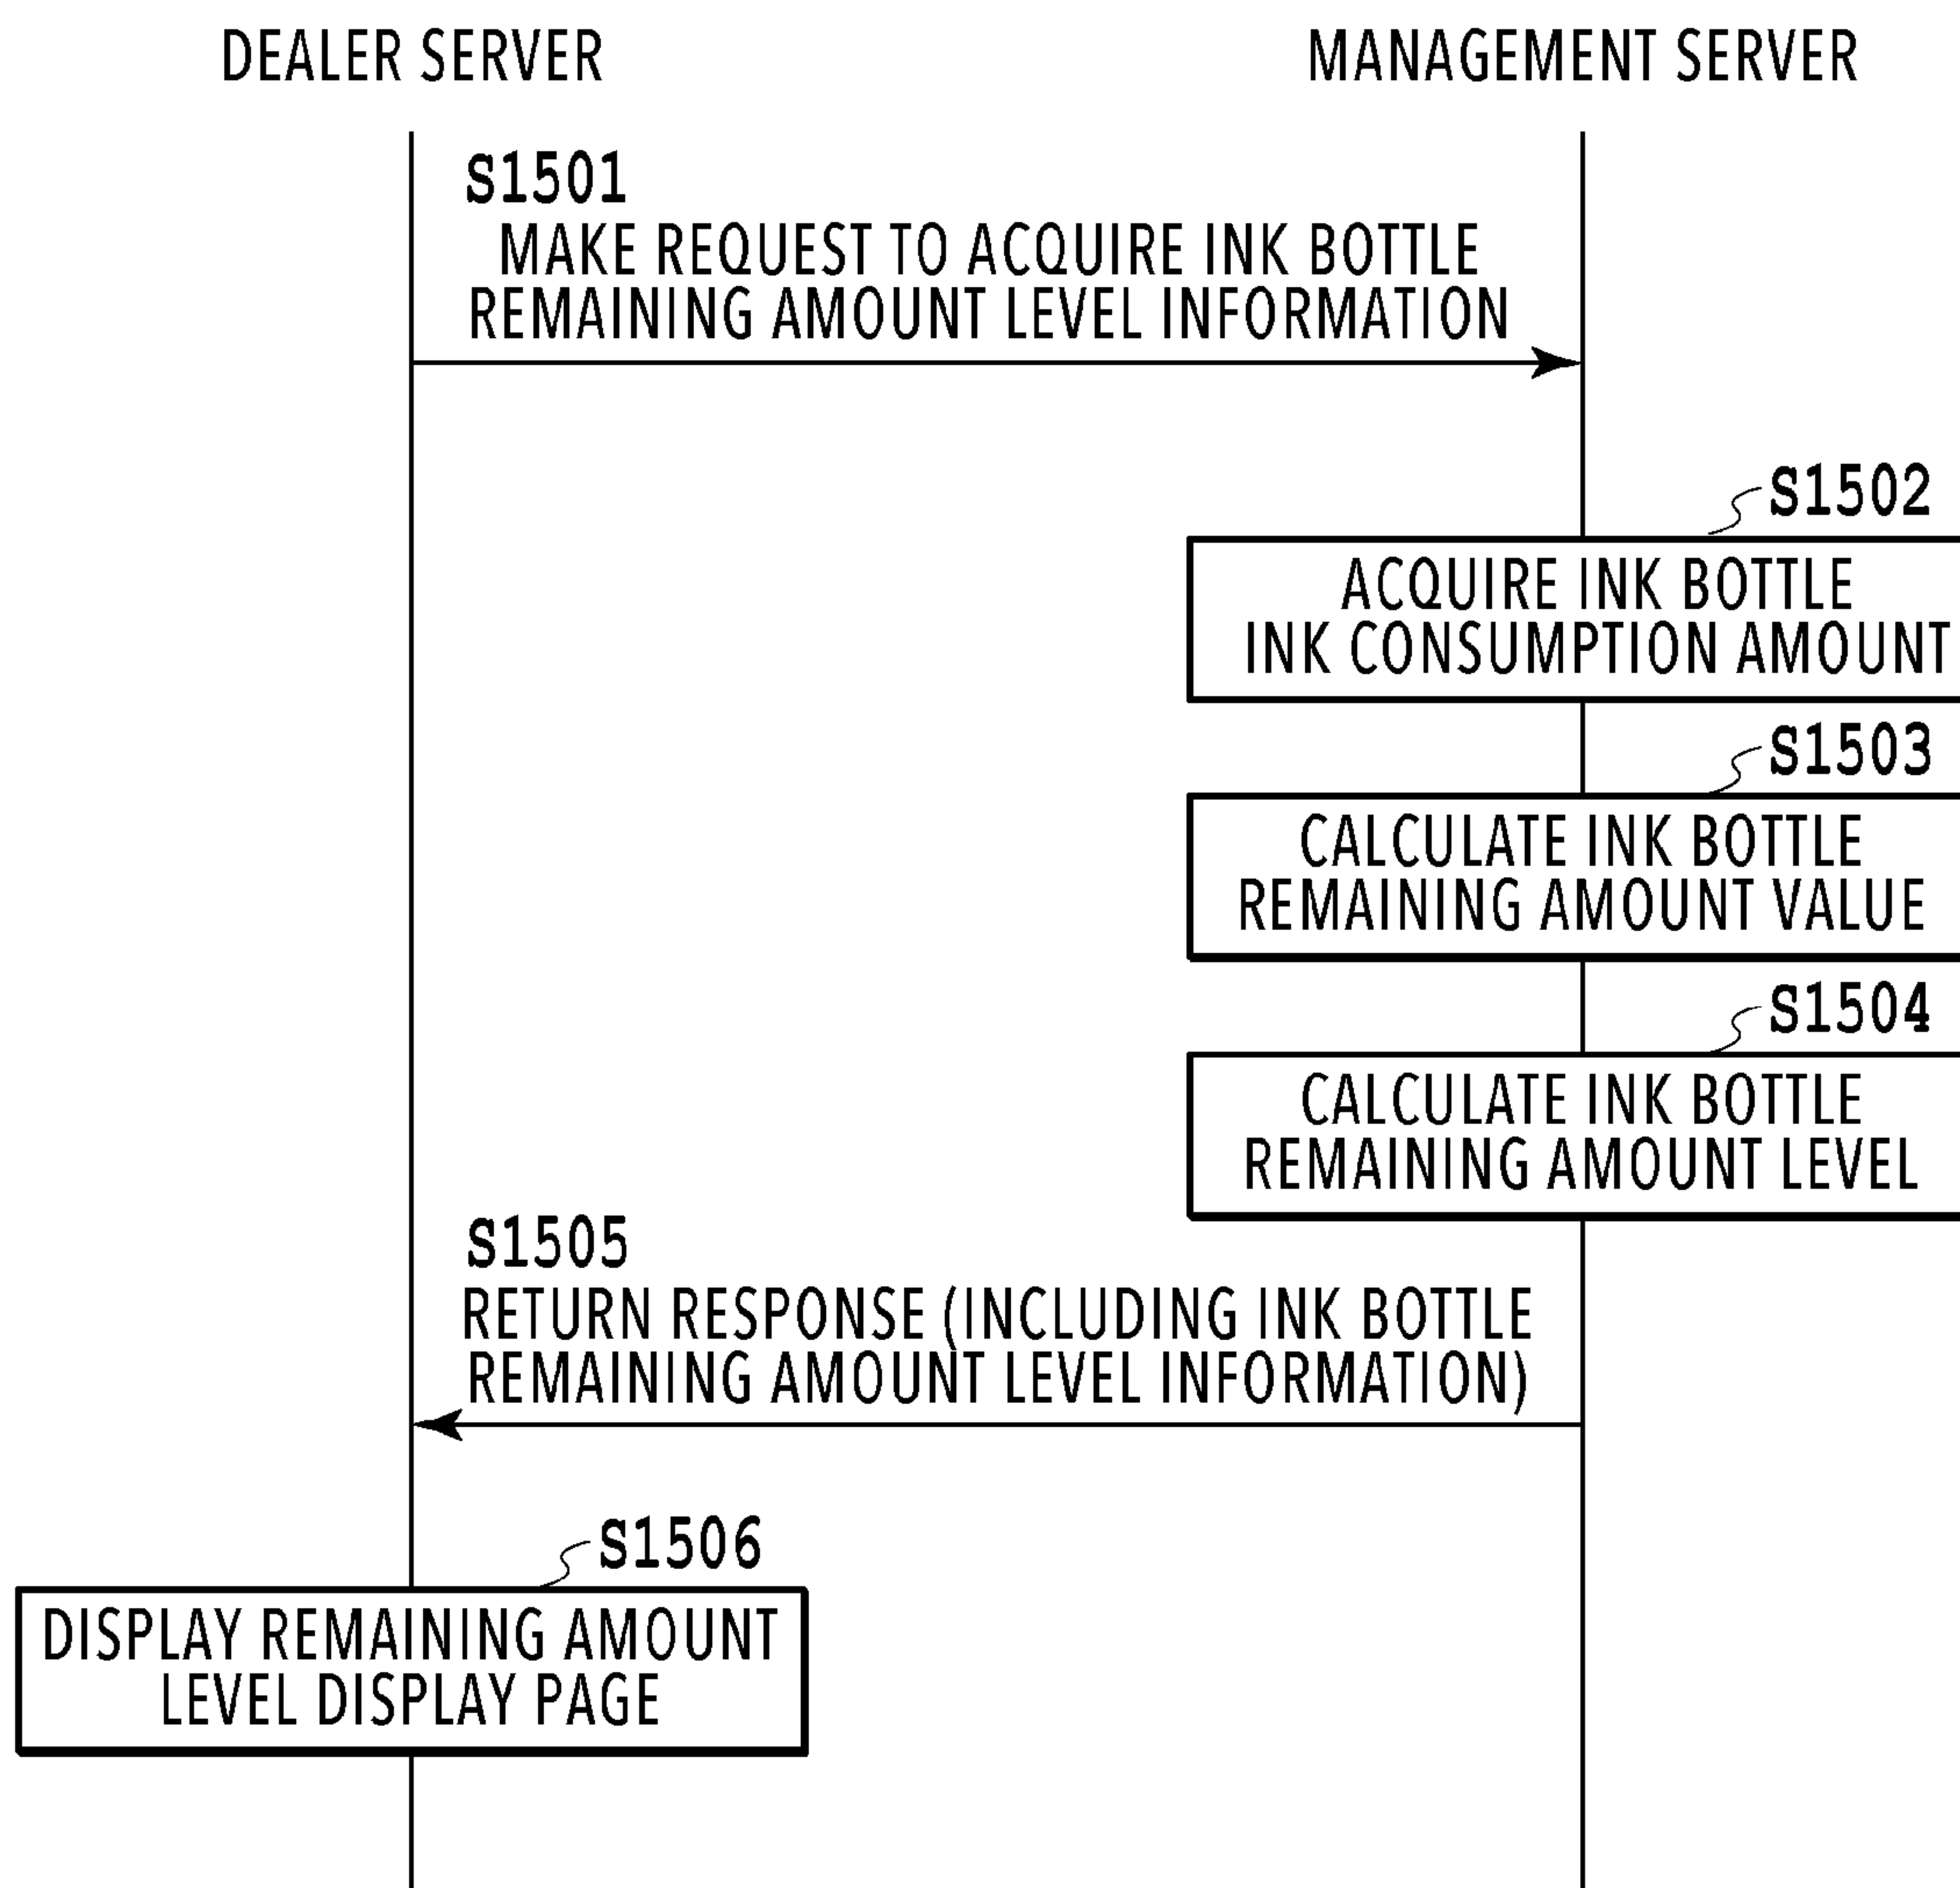 DEALER SERVER
MANAGEMENT SERVER
S1501
MAKE REQUEST TO ACQUIRE INK BOTTLE
REMAINING AMOUNT LEVEL INFORMATION
S1502
ACQUIRE INK BOTTLE
INK CONSUMPTION AMOUNT
S1503
CALCULATE INK BOTTLE
REMAINING AMOUNT VALUE
S1504
CALCULATE INK BOTTLE
REMAINING AMOUNT LEVEL
S1505
RETURN RESPONSE (INCLUDING INK BOTTLE
REMAINING AMOUNT LEVEL INFORMATION)
S1506
DISPLAY REMAINING AMOUNT
LEVEL DISPLAY PAGE